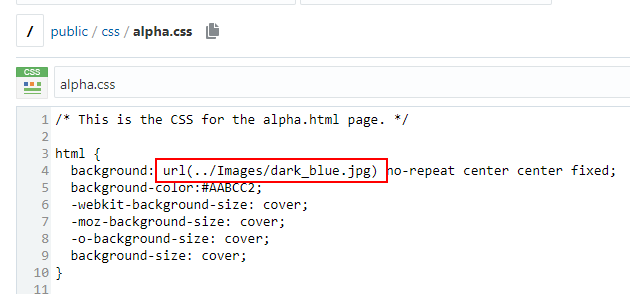 / public / css / alpha.css
CSS alpha.css
1 /* This is the CSS for the alpha.html page. */
2
3 html {
4 background: url(../Images/dark_blue.jpg) no-repeat center center fixed;
5 background-color:#AABCC2;
6 -webkit-background-size: cover;
7 -moz-background-size: cover;
8 -o-background-size: cover;
9 background-size: cover;
10 }